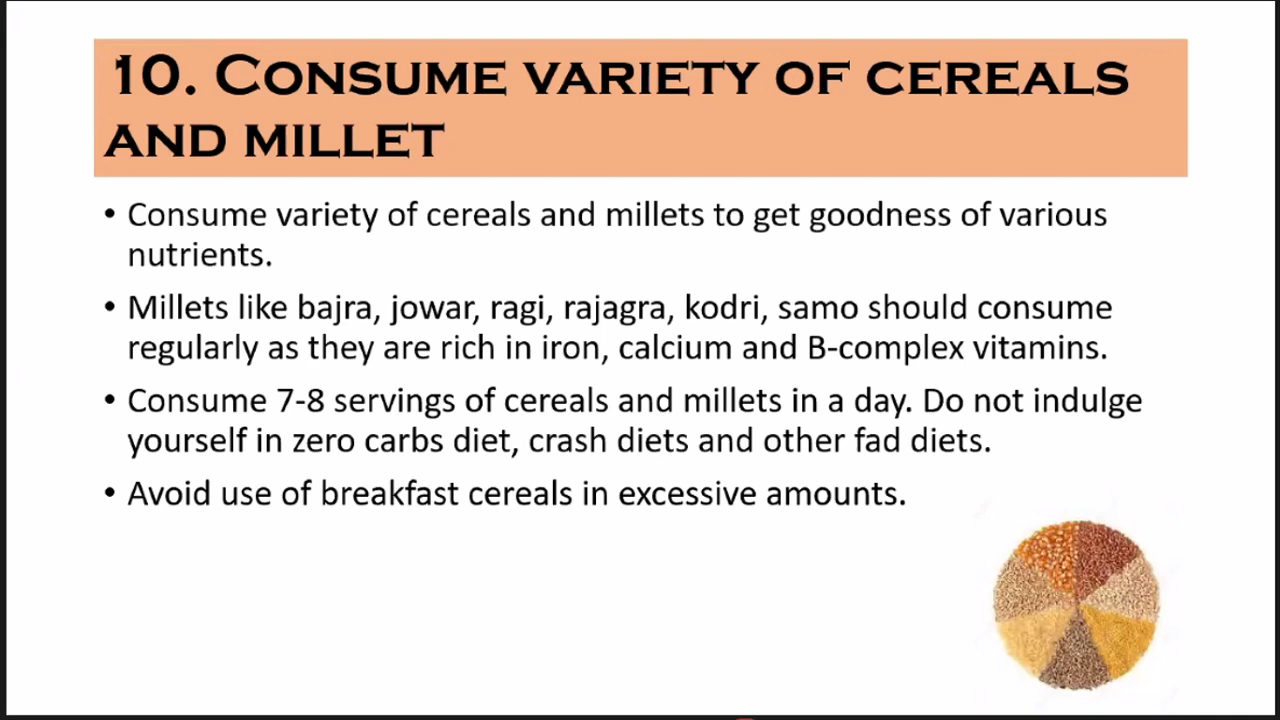 10. CONSUME VARIETY OF CEREALS
AND MILLET
• Consume variety of cereals and millets to get goodness of various
nutrients.
• Millets like bajra, jowar, ragi, rajagra, kodri, samo should consume
regularly as they are rich in iron, calcium and B-complex vitamins.
• Consume 7-8 servings of cereals and millets in a day. Do not indulge
yourself in zero carbs diet, crash diets and other fad diets.
• Avoid use of breakfast cereals in excessive amounts.